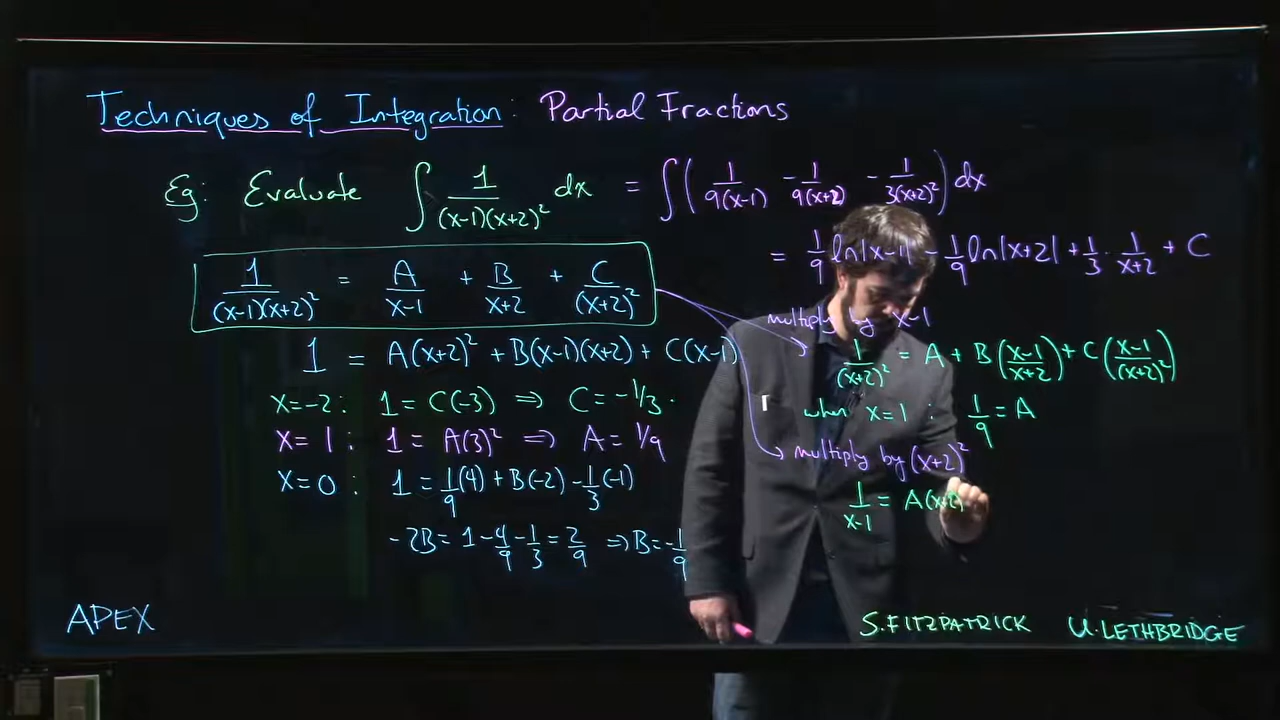 Techniques of Integration: Partial Fractions
Eg: Evaluate ∫ 1/((x-1)(x+2)²) dx = ∫ ( 1/(9(x-1)) - 1/(9(x+2)) - 1/(3(x+2)²) ) dx
= 1/9 ln|x-1| - 1/9 ln|x+2| + 1/3 · 1/(x+2) + C
1/((x-1)(x+2)²) = A/(x-1) + B/(x+2) + C/(x+2)²
1 = A(x+2)² + B(x-1)(x+2) + C(x-1)
x=-2: 1 = C(-3) ⇒ C = -1/3.
x=1: 1 = A(3)² ⇒ A = 1/9
x=0: 1 = 1/9(4) + B(-2) - 1/3(-1)
-2B = 1 - 4/9 - 1/3 = 2/9 ⇒ B = -1/9
multiply by x-1
1/(x+2)² = A + B((x-1)/(x+2)) + C((x-1)/(x+2)²)
when x=1: 1/9 = A
multiply by (x+2)²
1/(x-1) = A(x+2)
APEX
S.FITZPATRICK U.LETHBRIDGE